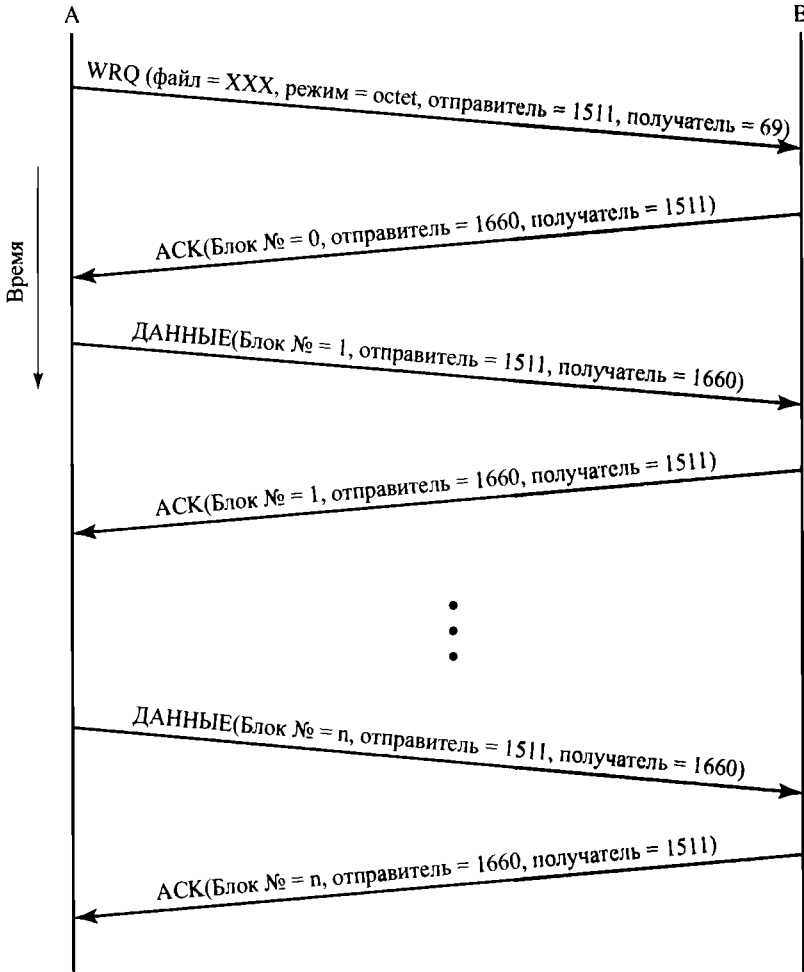 A
B
WRQ (файл = XXX, режим = octet, отправитель = 1511, получатель = 69)
ACK(Блок № = 0, отправитель = 1660, получатель = 1511)
Время
ДАННЫЕ(Блок № = 1, отправитель = 1511, получатель = 1660)
ACK(Блок № = 1, отправитель = 1660, получатель = 1511)
ДАННЫЕ(Блок № = n, отправитель = 1511, получатель = 1660)
ACK(Блок № = n, отправитель = 1660, получатель = 1511)